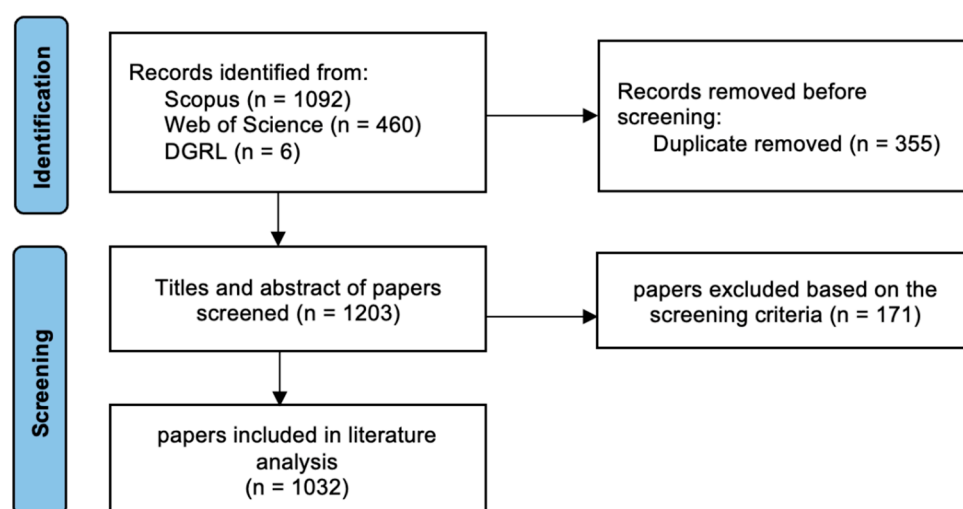 Identification
Records identified from:
Scopus (n = 1092)
Web of Science (n = 460)
DGRL (n = 6)
Records removed before
screening:
Duplicate removed (n = 355)
Screening
Titles and abstract of papers
screened (n = 1203)
papers excluded based on the
screening criteria (n = 171)
papers included in literature
analysis
(n = 1032)